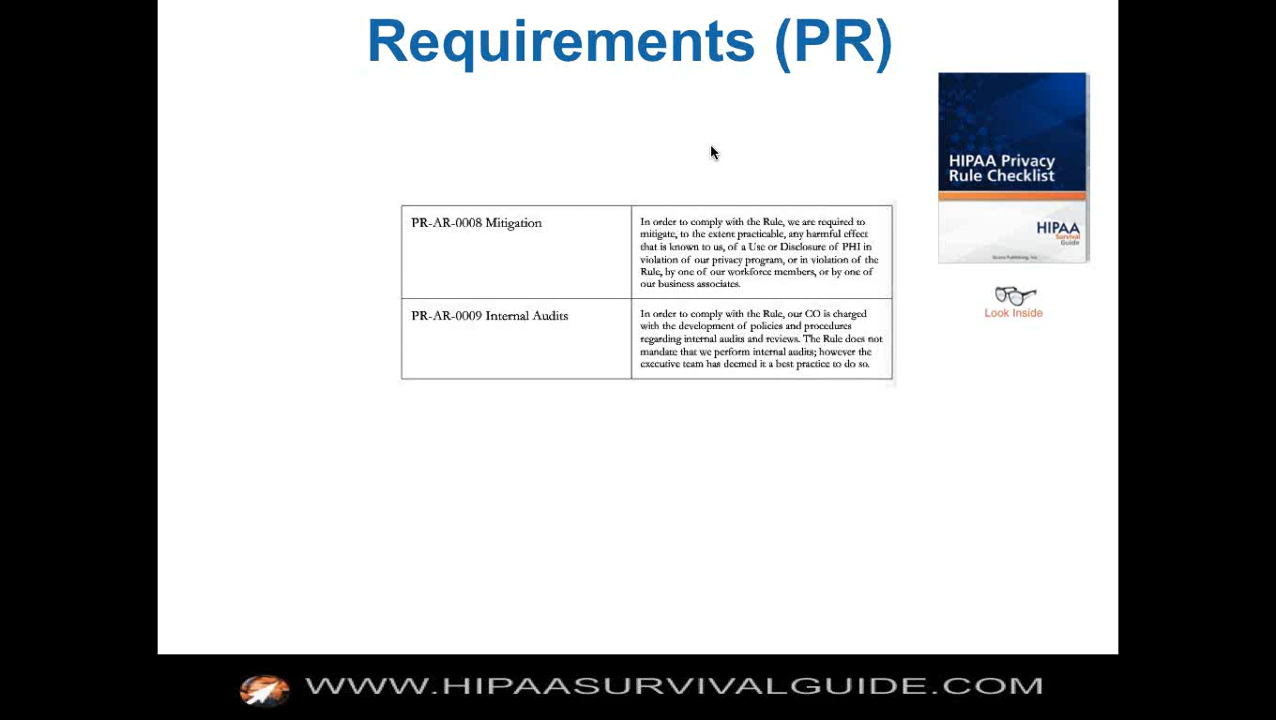 Requirements (PR)
HIPAA Privacy
Rule Checklist
HIPAA
Survival
Guide
Look Inside
PR-AR-0008 Mitigation
In order to comply with the Rule, we are required to
mitigate, to the extent practicable, any harmful effect
that is known to us, of a Use or Disclosure of PHI in
violation of our privacy program, or in violation of the
Rule, by one of our workforce members, or by one of
our business associates.
PR-AR-0009 Internal Audits
In order to comply with the Rule, our CO is charged
with the development of policies and procedures
regarding internal audits and reviews. The Rule does not
mandate that we perform internal audits; however the
executive team has deemed it a best practice to do so.
WWW.HIPAASURVIVALGUIDE.COM